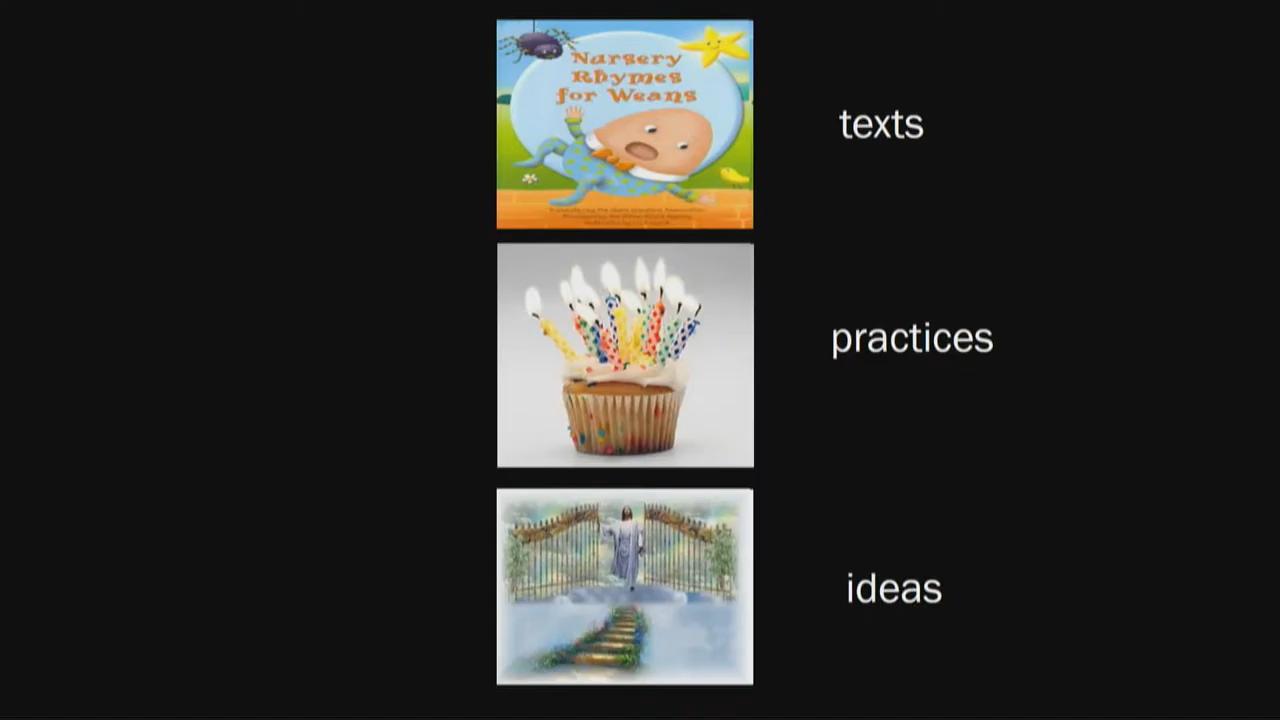 Nursery
Rhymes
for Weans
texts
practices
ideas